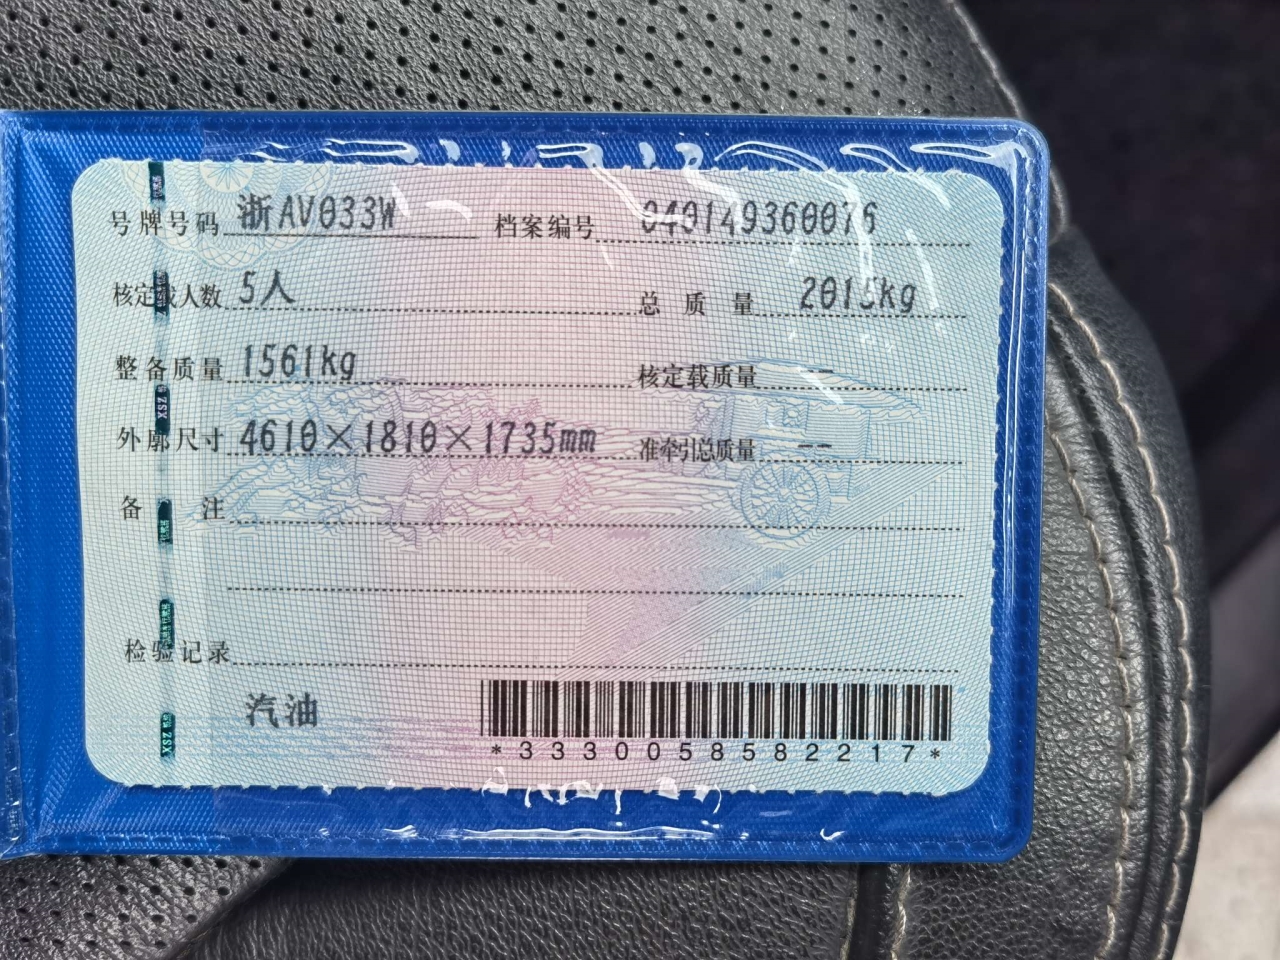 号牌号码 浙AV033W 档案编号 040149360076
核定载人数 5人 总质量 2015kg
整备质量 1561kg 核定载质量 --
外廓尺寸 4610×1810×1735mm 准牵引总质量 --
备注
检验记录
汽油
*3330058582217*
XSZ
XSZ